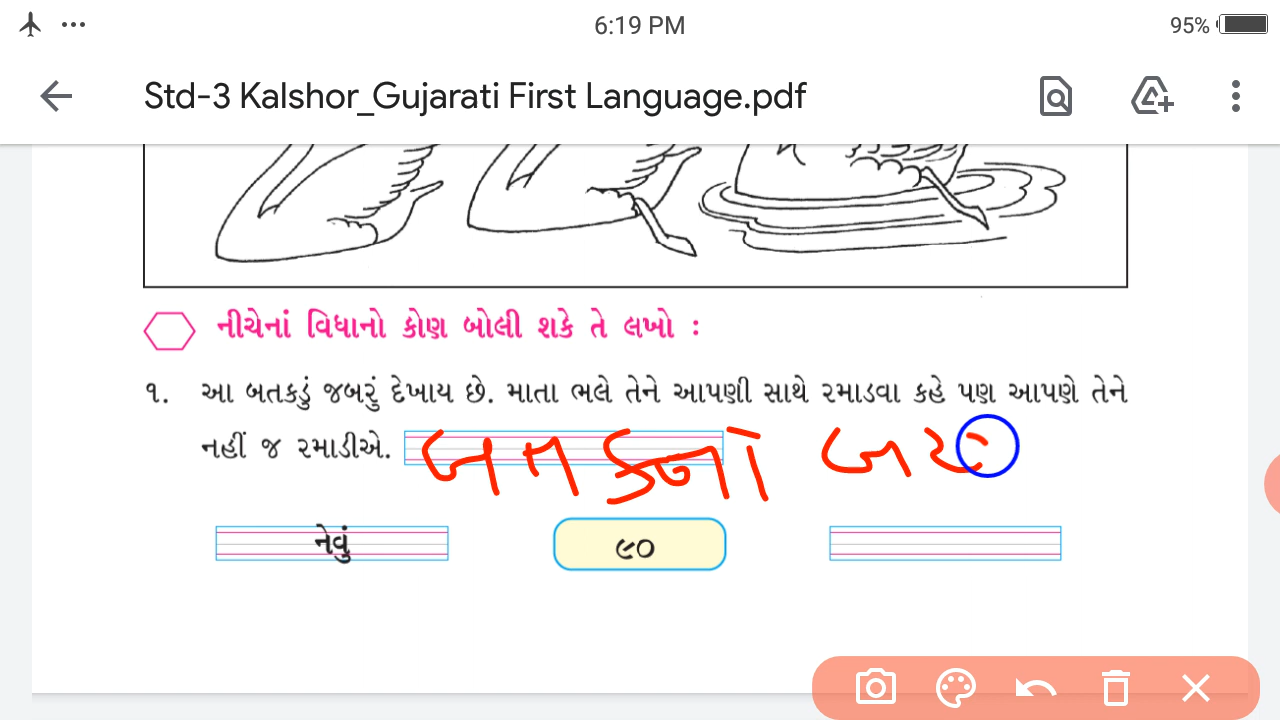 6:19 PM
95%
Std-3 Kalshor_Gujarati First Language.pdf
નીચેનાં વિધાનો કોણ બોલી શકે તે લખો :
૧. આ બતકડું જબરું દેખાય છે. માતા ભલે તેને આપણી સાથે રમાડવા કહે પણ આપણે તેને
નહીં જ રમાડીએ. બતકનાં
નેવું ૯૦